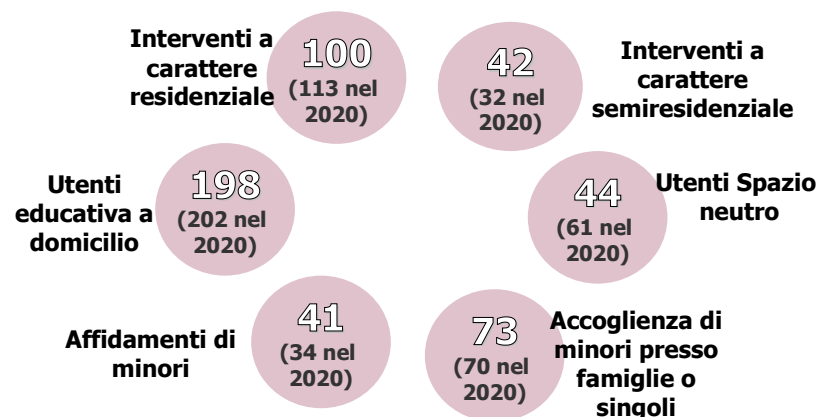 Interventi a
carattere
residenziale
100
(113 nel
2020)
42
(32 nel
2020)
Interventi a
carattere
semiresidenziale
Utenti
educativa a
domicilio
198
(202 nel
2020)
44
(61 nel
2020)
Utenti Spazio
neutro
Affidamenti di
minori
41
(34 nel
2020)
73
(70 nel
2020)
Accoglienza di
minori presso
famiglie o
singoli